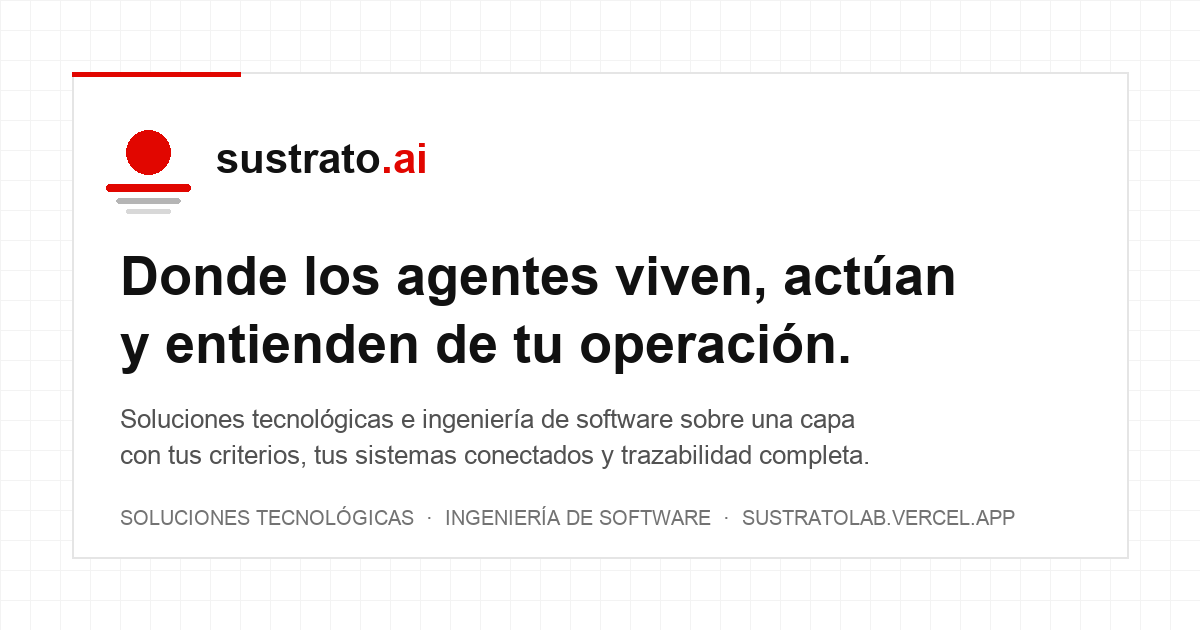 sustrato.ai
Donde los agentes viven, actúan
y entienden de tu operación.
Soluciones tecnológicas e ingeniería de software sobre una capa
con tus criterios, tus sistemas conectados y trazabilidad completa.
SOLUCIONES TECNOLÓGICAS · INGENIERÍA DE SOFTWARE · SUSTRATOLAB.VERCEL.APP